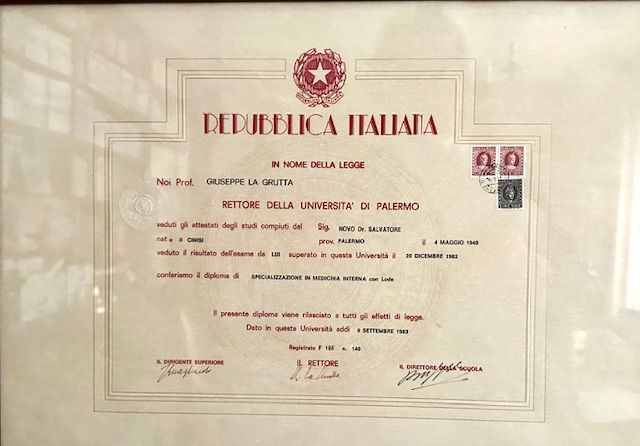 REPUBBLICA ITALIANA
IN NOME DELLA LEGGE
Noi Prof. GIUSEPPE LA GRUTTA
RETTORE DELLA UNIVERSITA' DI PALERMO
veduti gli attestati degli studi compiuti dal Sig. NOVO Dr. SALVATORE
nato a CINISI prov. PALERMO il 4 MAGGIO 1948
veduto il risultato dell'esame da LUI superato in questa Università il 20 DICEMBRE 1982
conferiamo il diploma di SPECIALIZZAZIONE IN MEDICINA INTERNA con Lode
Il presente diploma viene rilasciato a tutti gli effetti di legge.
Dato in questa Università addì 9 SETTEMBRE 1983
Registrato F 195 n. 140
IL DIRIGENTE SUPERIORE IL RETTORE IL DIRETTORE DELLA SCUOLA